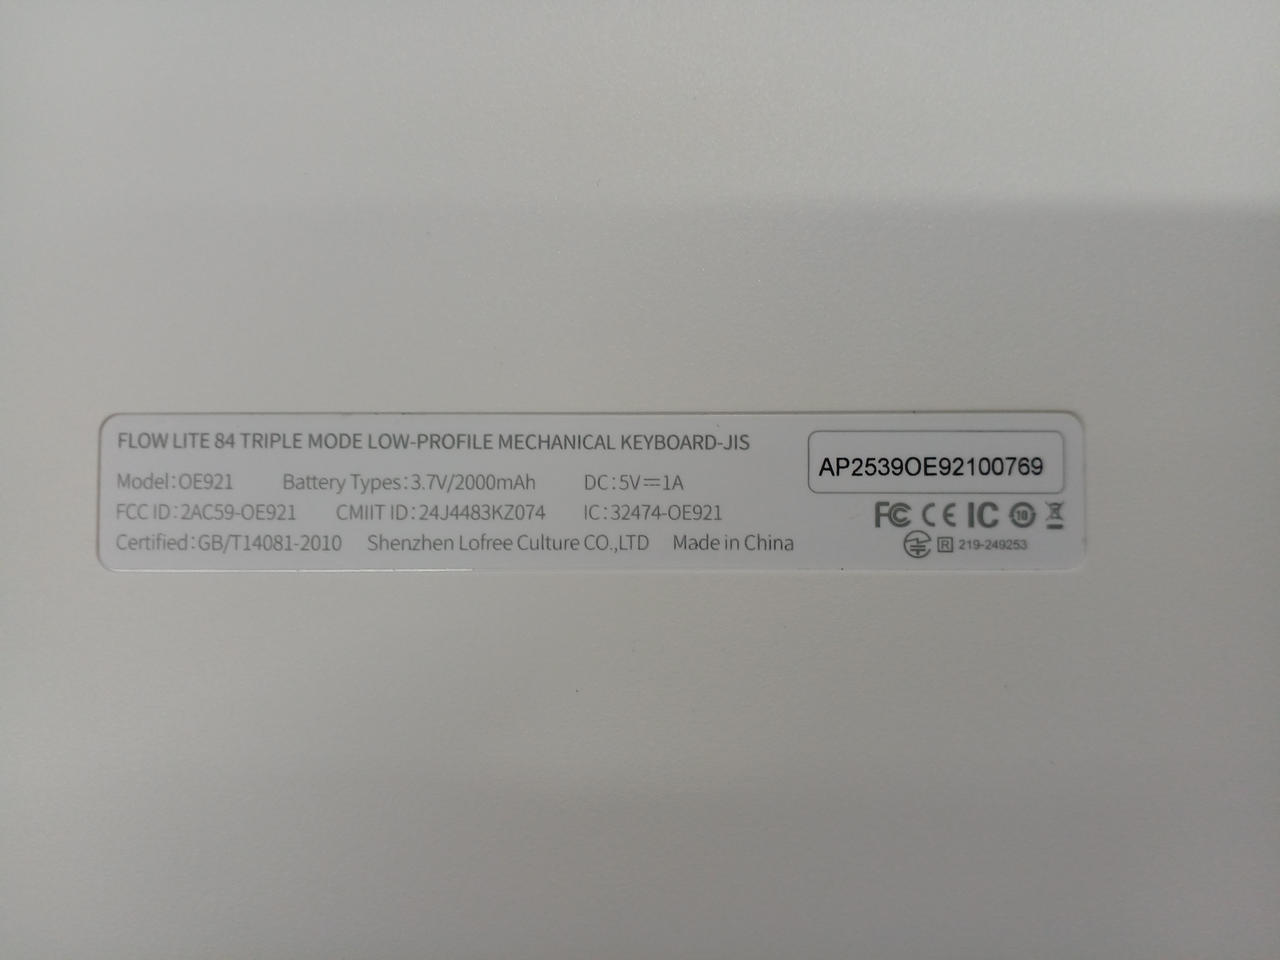 FLOW LITE 84 TRIPLE MODE LOW-PROFILE MECHANICAL KEYBOARD-JIS
Model:OE921 Battery Types:3.7V/2000mAh DC:5V⎓1A
FCC ID:2AC59-OE921 CMIIT ID:24J4483KZ074 IC:32474-OE921
Certified:GB/T14081-2010 Shenzhen Lofree Culture CO.,LTD Made in China
AP2539OE92100769
FC CE IC 10
R 219-249253